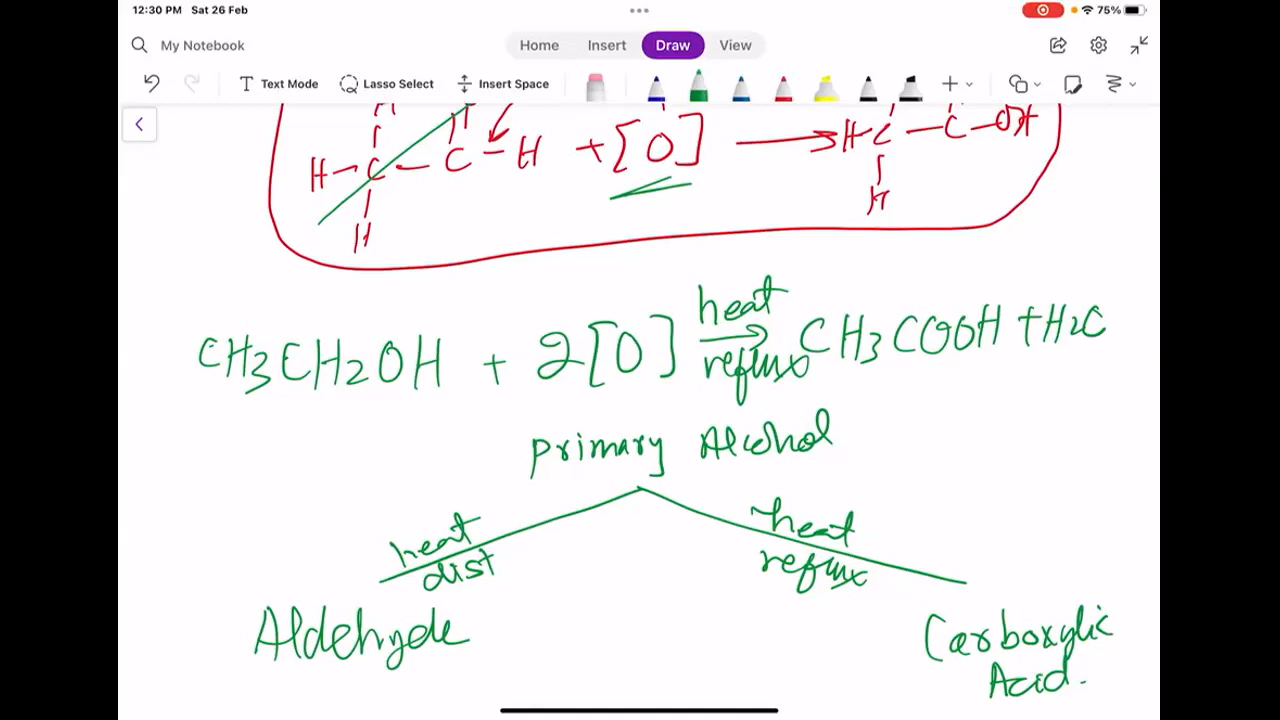 12:30 PM Sat 26 Feb
75%
My Notebook
Home Insert Draw View
Text Mode Lasso Select Insert Space
H–C–C–H +[O] → H C–C–OH
H H
heat
CH3CH2OH + 2[O] → CH3COOH + H2C
reflux
Primary Alcohol
heat heat
dist reflux
Aldehyde Carboxylic
Acid.